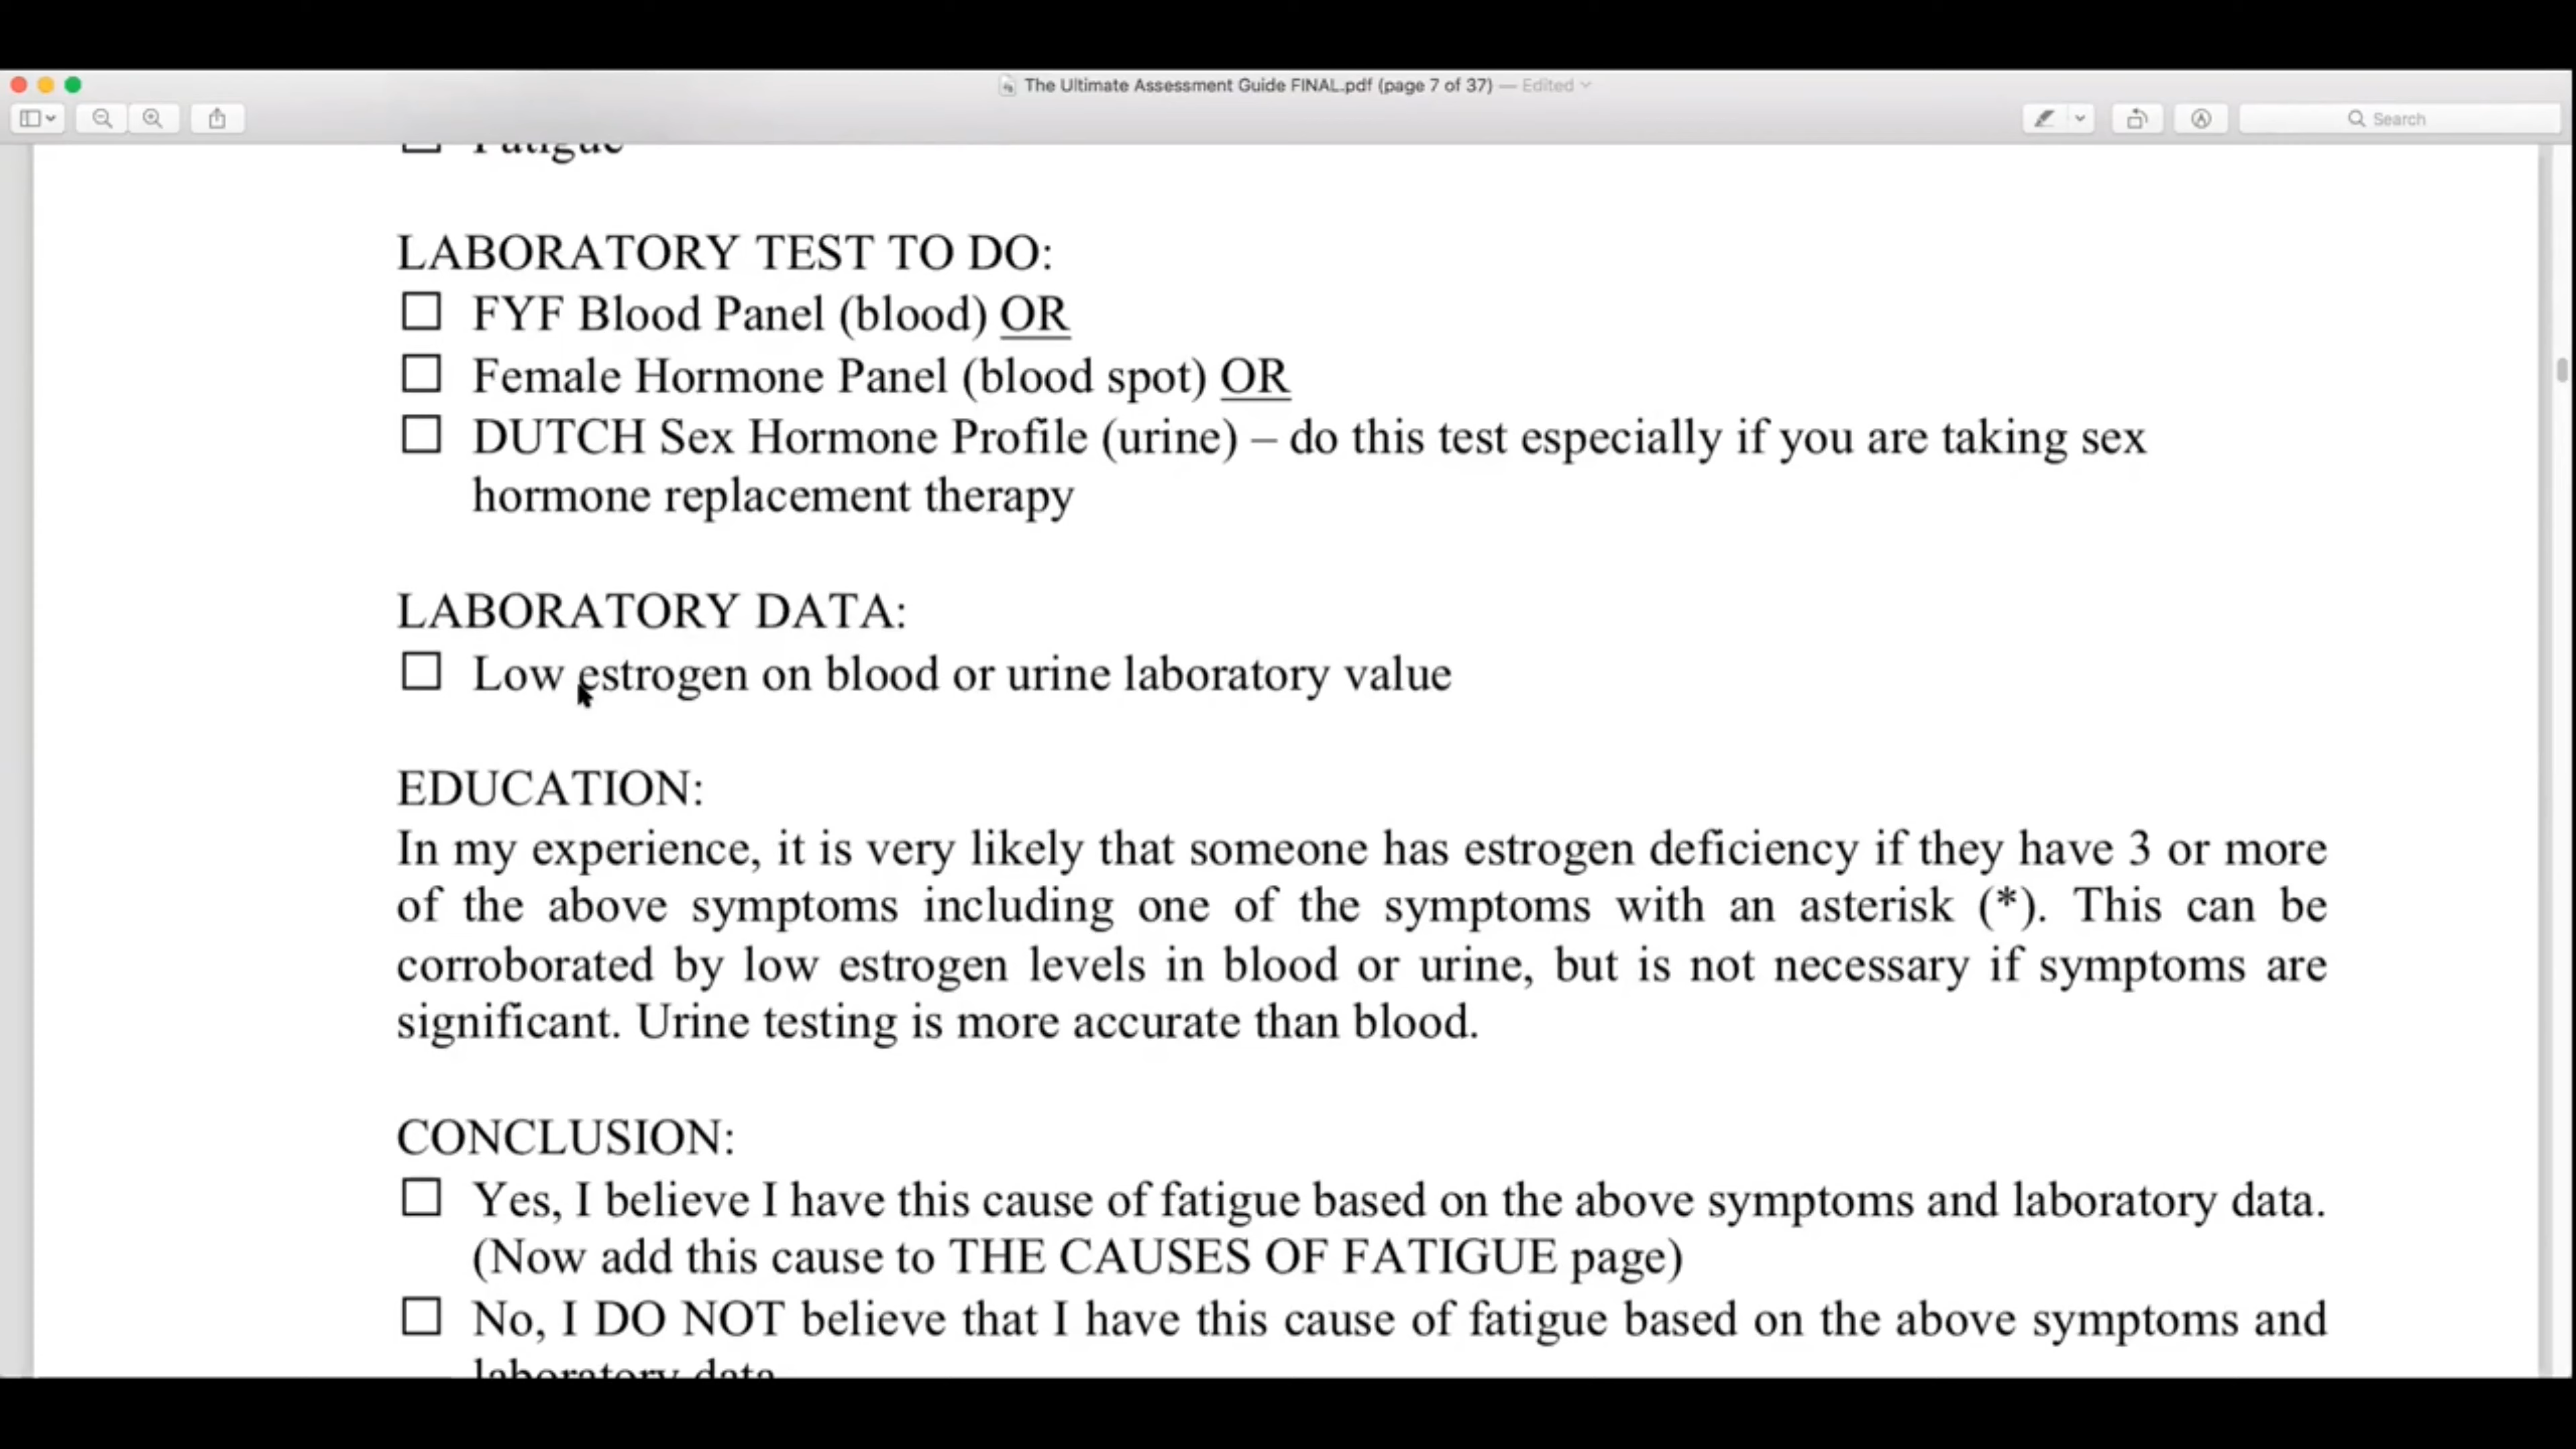 The Ultimate Assessment Guide FINAL.pdf (page 7 of 37) — Edited
Search
Fatigue
LABORATORY TEST TO DO:
FYF Blood Panel (blood) OR
Female Hormone Panel (blood spot) OR
DUTCH Sex Hormone Profile (urine) – do this test especially if you are taking sex
hormone replacement therapy
LABORATORY DATA:
Low estrogen on blood or urine laboratory value
EDUCATION:
In my experience, it is very likely that someone has estrogen deficiency if they have 3 or more
of the above symptoms including one of the symptoms with an asterisk (*). This can be
corroborated by low estrogen levels in blood or urine, but is not necessary if symptoms are
significant. Urine testing is more accurate than blood.
CONCLUSION:
Yes, I believe I have this cause of fatigue based on the above symptoms and laboratory data.
(Now add this cause to THE CAUSES OF FATIGUE page)
No, I DO NOT believe that I have this cause of fatigue based on the above symptoms and
laboratory data